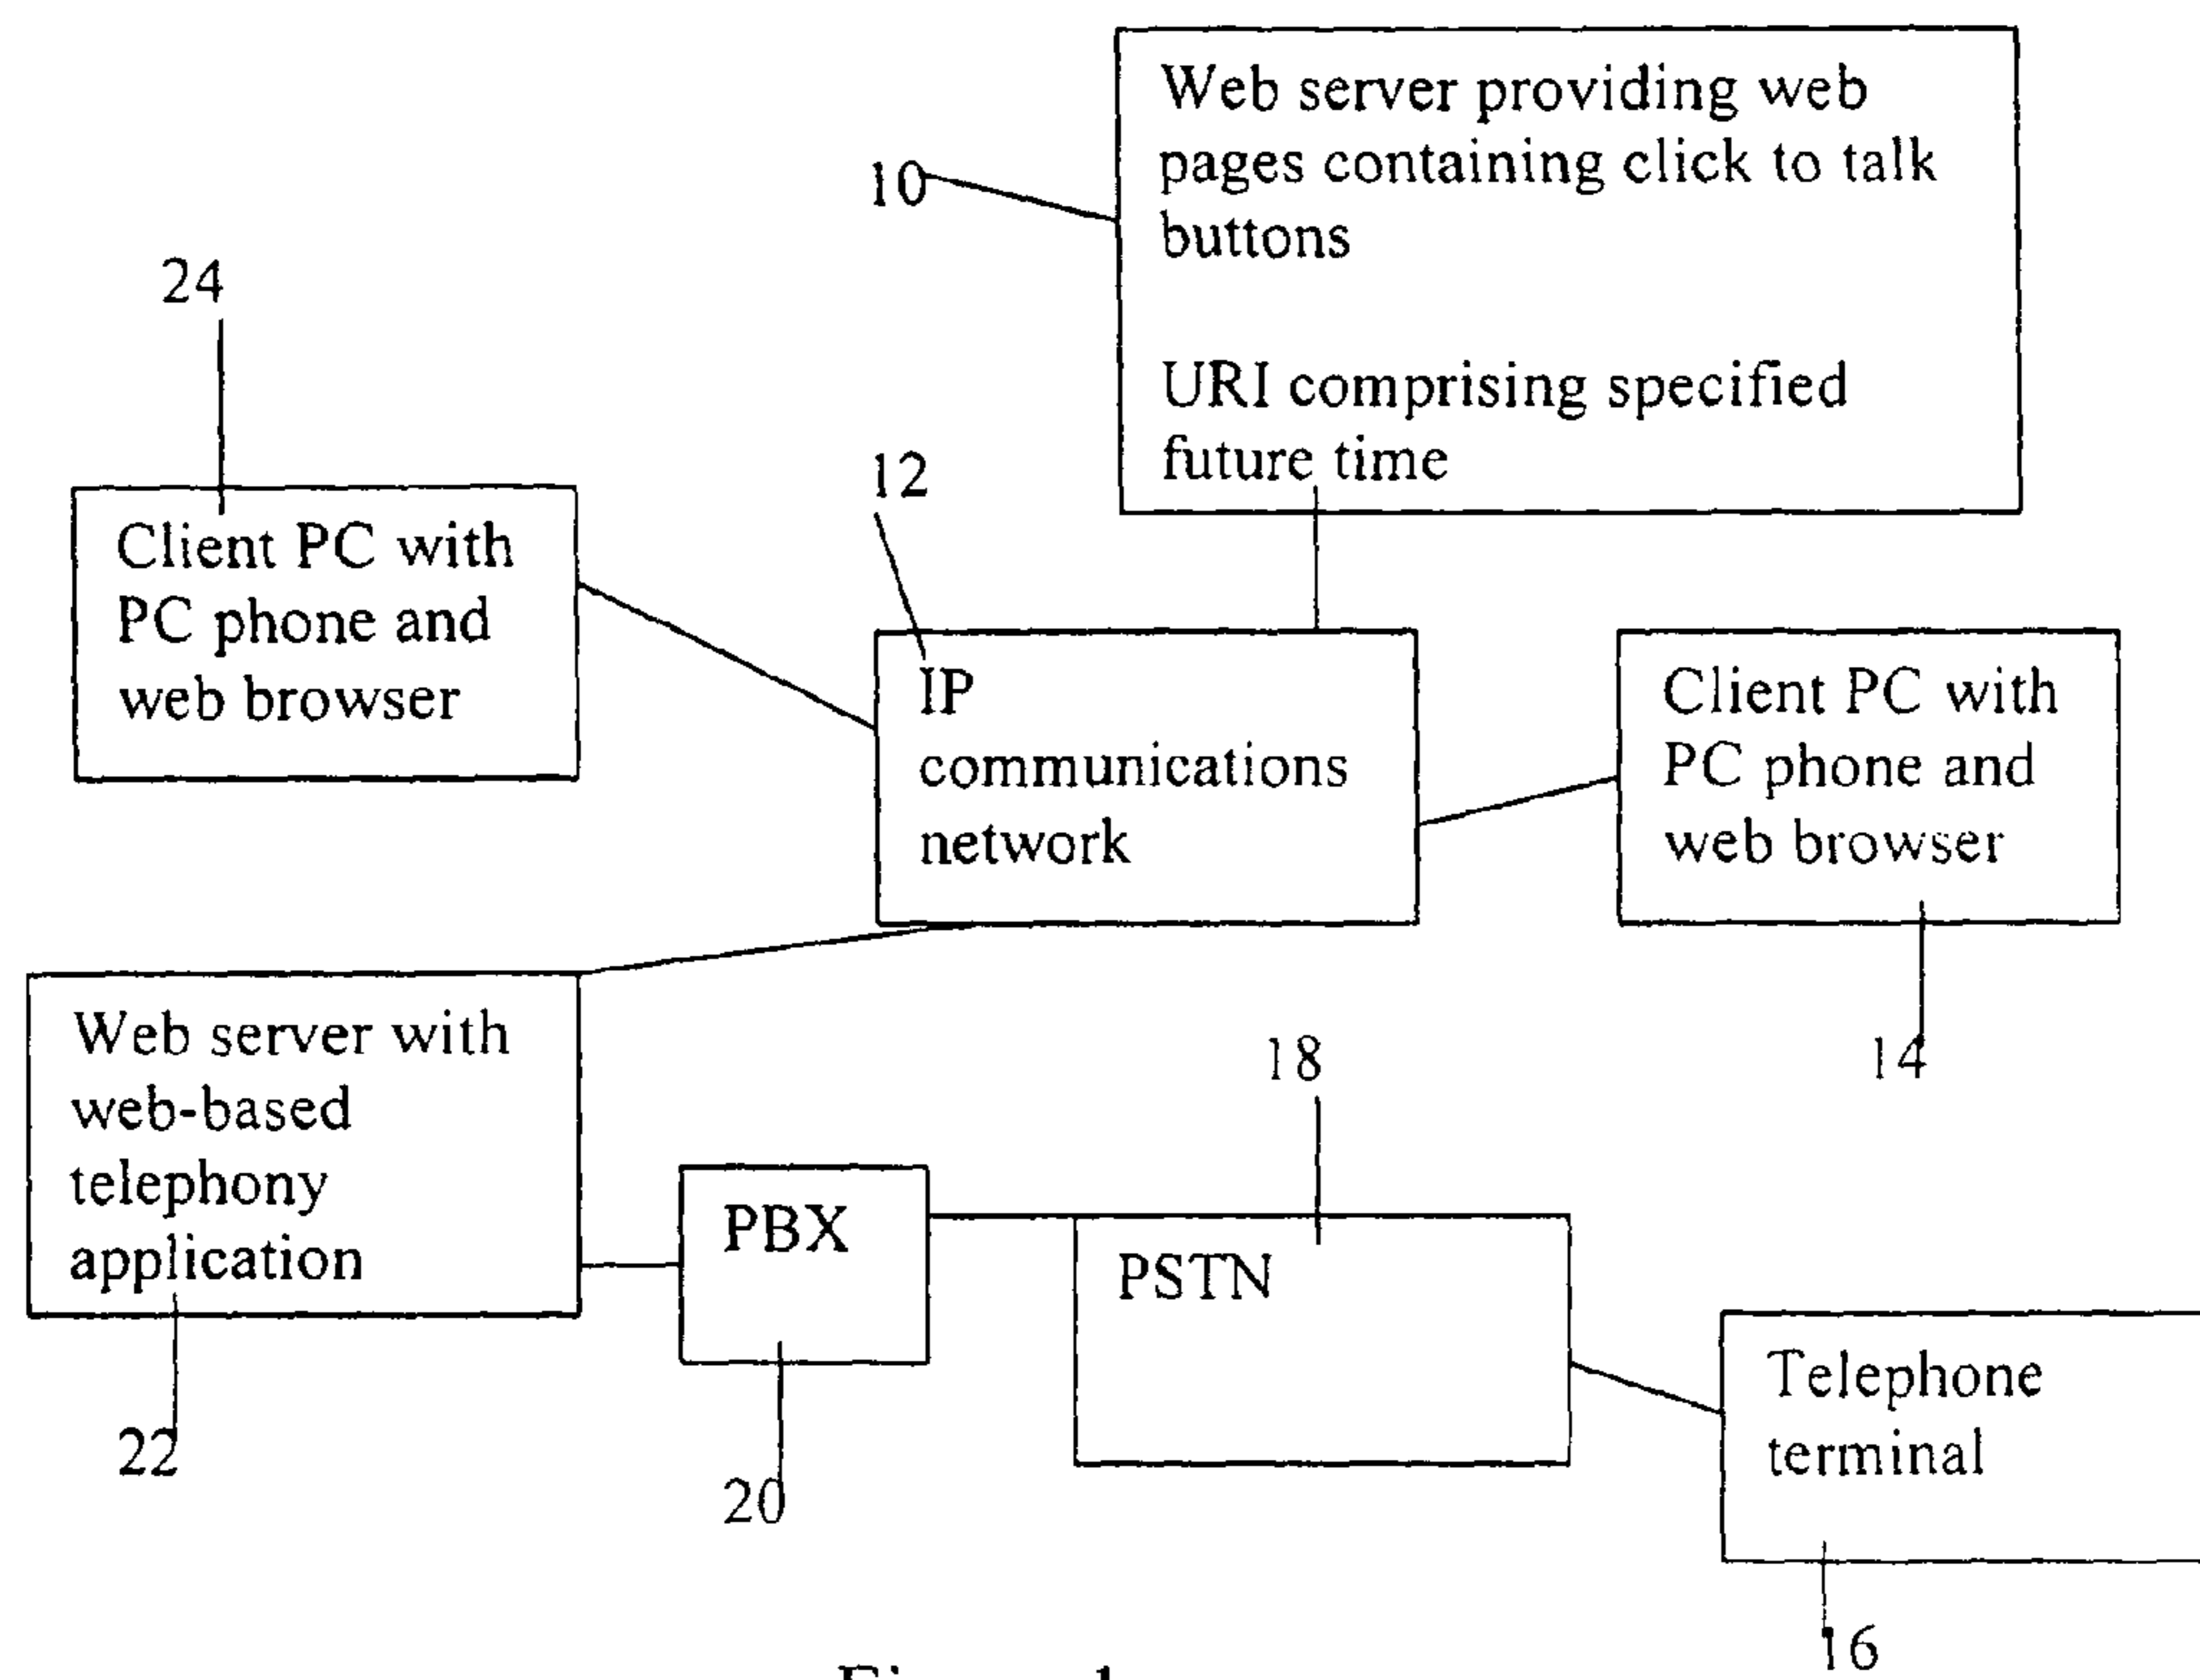 Web server providing web
pages containing click to talk
buttons
URI comprising specified
future time
10
24
Client PC with
PC phone and
web browser
12
IP
communications
network
Client PC with
PC phone and
web browser
14
Web server with
web-based
telephony
application
22
PBX
20
18
PSTN
Telephone
terminal
16